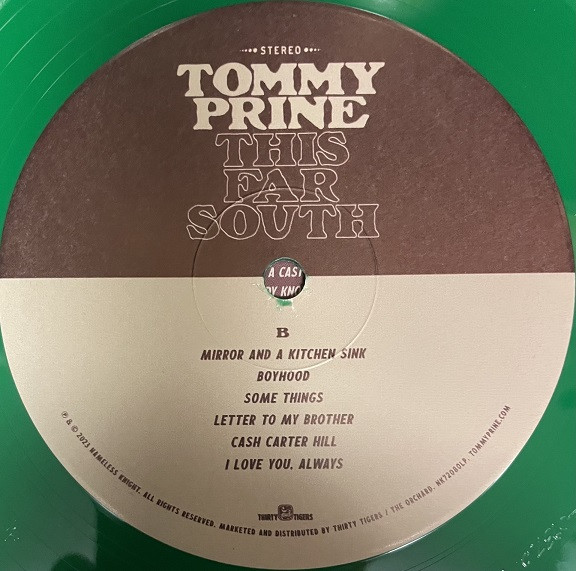 STEREO
TOMMY
PRINE
THIS
FAR
SOUTH
B
MIRROR AND A KITCHEN SINK
BOYHOOD
SOME THINGS
LETTER TO MY BROTHER
CASH CARTER HILL
I LOVE YOU, ALWAYS
THIRTY TIGERS
℗ & © 2023 NAMELESS KNIGHT. ALL RIGHTS RESERVED. MARKETED AND DISTRIBUTED BY THIRTY TIGERS / THE ORCHARD. NK72080LP. TOMMYPRINE.COM